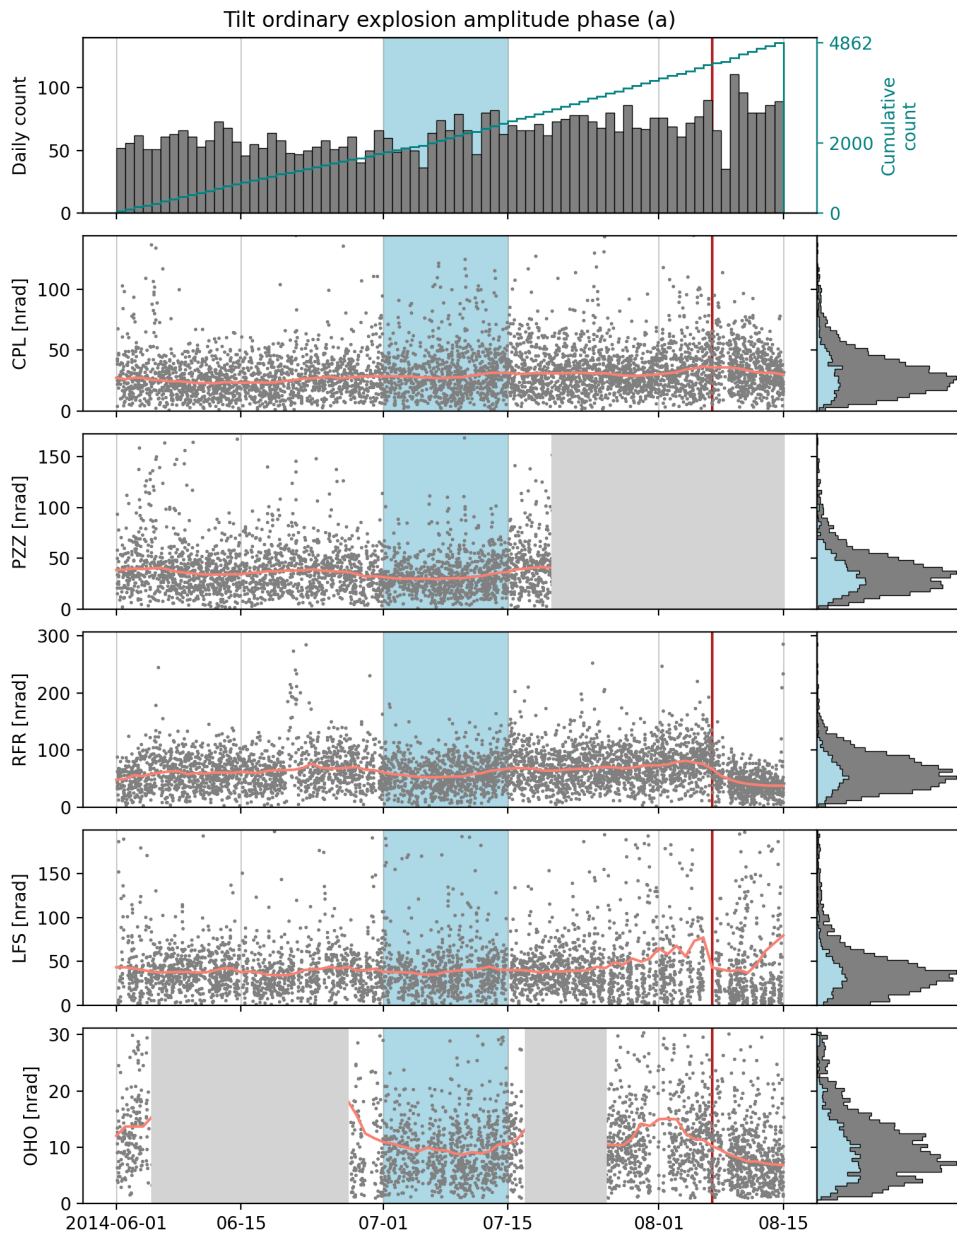 Tilt ordinary explosion amplitude phase (a)
Daily count
100
50
0
4862
2000
0
Cumulative
count
CPL [nrad]
100
50
0
PZZ [nrad]
150
100
50
0
RFR [nrad]
300
200
100
0
LFS [nrad]
150
100
50
0
OHO [nrad]
30
20
10
0
2014-06-01 06-15 07-01 07-15 08-01 08-15